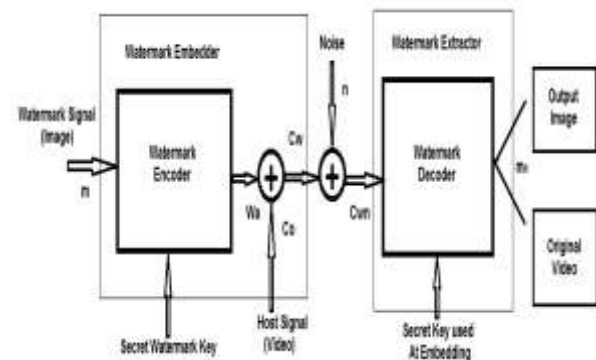 Watermark Embedder
Watermark Signal
(Image)
m
Watermark
Encoder
Secret Watermark Key
Wa
Co
Cw
Host Signal
(Video)
Noise
n
Cwn
Watermark Extractor
Watermark
Decoder
Secret Key used
At Embedding
Output
Image
Original
Video